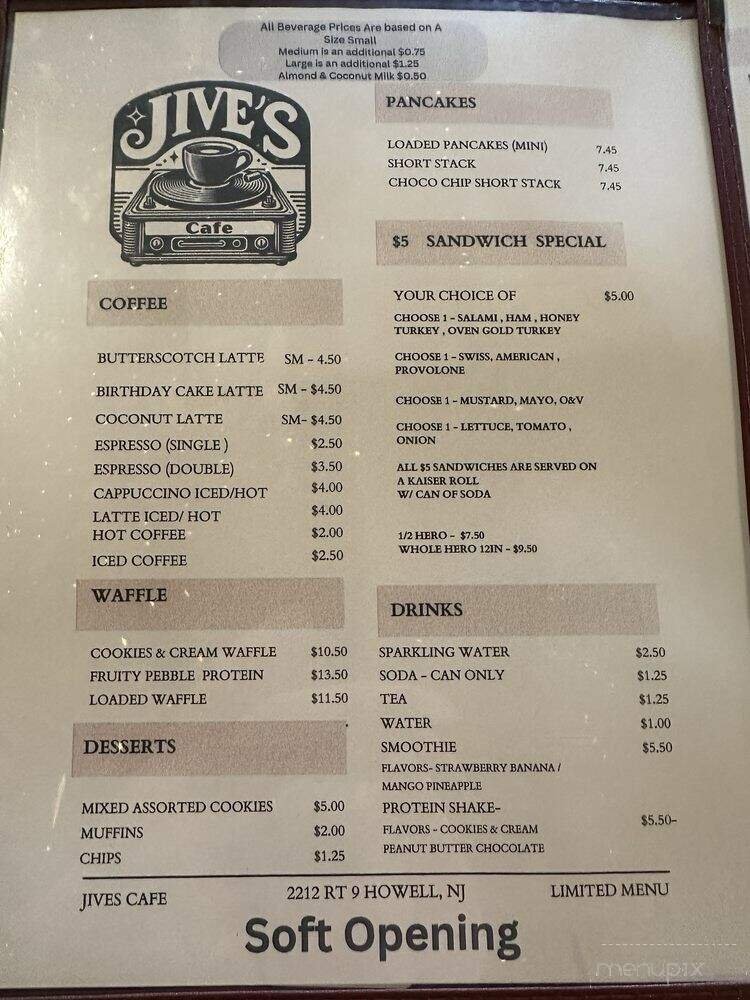 All Beverage Prices Are based on A
Size Small
Medium is an additional $0.75
Large is an additional $1.25
Almond & Coconut Milk $0.50
JIVE'S
Cafe
COFFEE
BUTTERSCOTCH LATTE SM - 4.50
BIRTHDAY CAKE LATTE SM - $4.50
COCONUT LATTE SM- $4.50
ESPRESSO (SINGLE ) $2.50
ESPRESSO (DOUBLE) $3.50
CAPPUCCINO ICED/HOT $4.00
LATTE ICED/ HOT $4.00
HOT COFFEE $2.00
ICED COFFEE $2.50
WAFFLE
COOKIES & CREAM WAFFLE $10.50
FRUITY PEBBLE PROTEIN $13.50
LOADED WAFFLE $11.50
DESSERTS
MIXED ASSORTED COOKIES $5.00
MUFFINS $2.00
CHIPS $1.25
PANCAKES
LOADED PANCAKES (MINI) 7.45
SHORT STACK 7.45
CHOCO CHIP SHORT STACK 7.45
$5 SANDWICH SPECIAL
YOUR CHOICE OF $5.00
CHOOSE 1 - SALAMI , HAM , HONEY
TURKEY , OVEN GOLD TURKEY
CHOOSE 1 - SWISS, AMERICAN ,
PROVOLONE
CHOOSE 1 - MUSTARD, MAYO, O&V
CHOOSE 1 - LETTUCE, TOMATO ,
ONION
ALL $5 SANDWICHES ARE SERVED ON
A KAISER ROLL
W/ CAN OF SODA
1/2 HERO - $7.50
WHOLE HERO 12IN - $9.50
DRINKS
SPARKLING WATER $2.50
SODA - CAN ONLY $1.25
TEA $1.25
WATER $1.00
SMOOTHIE $5.50
FLAVORS- STRAWBERRY BANANA /
MANGO PINEAPPLE
PROTEIN SHAKE- $5.50-
FLAVORS - COOKIES & CREAM
PEANUT BUTTER CHOCOLATE
JIVES CAFE 2212 RT 9 HOWELL, NJ LIMITED MENU
Soft Opening
menupix